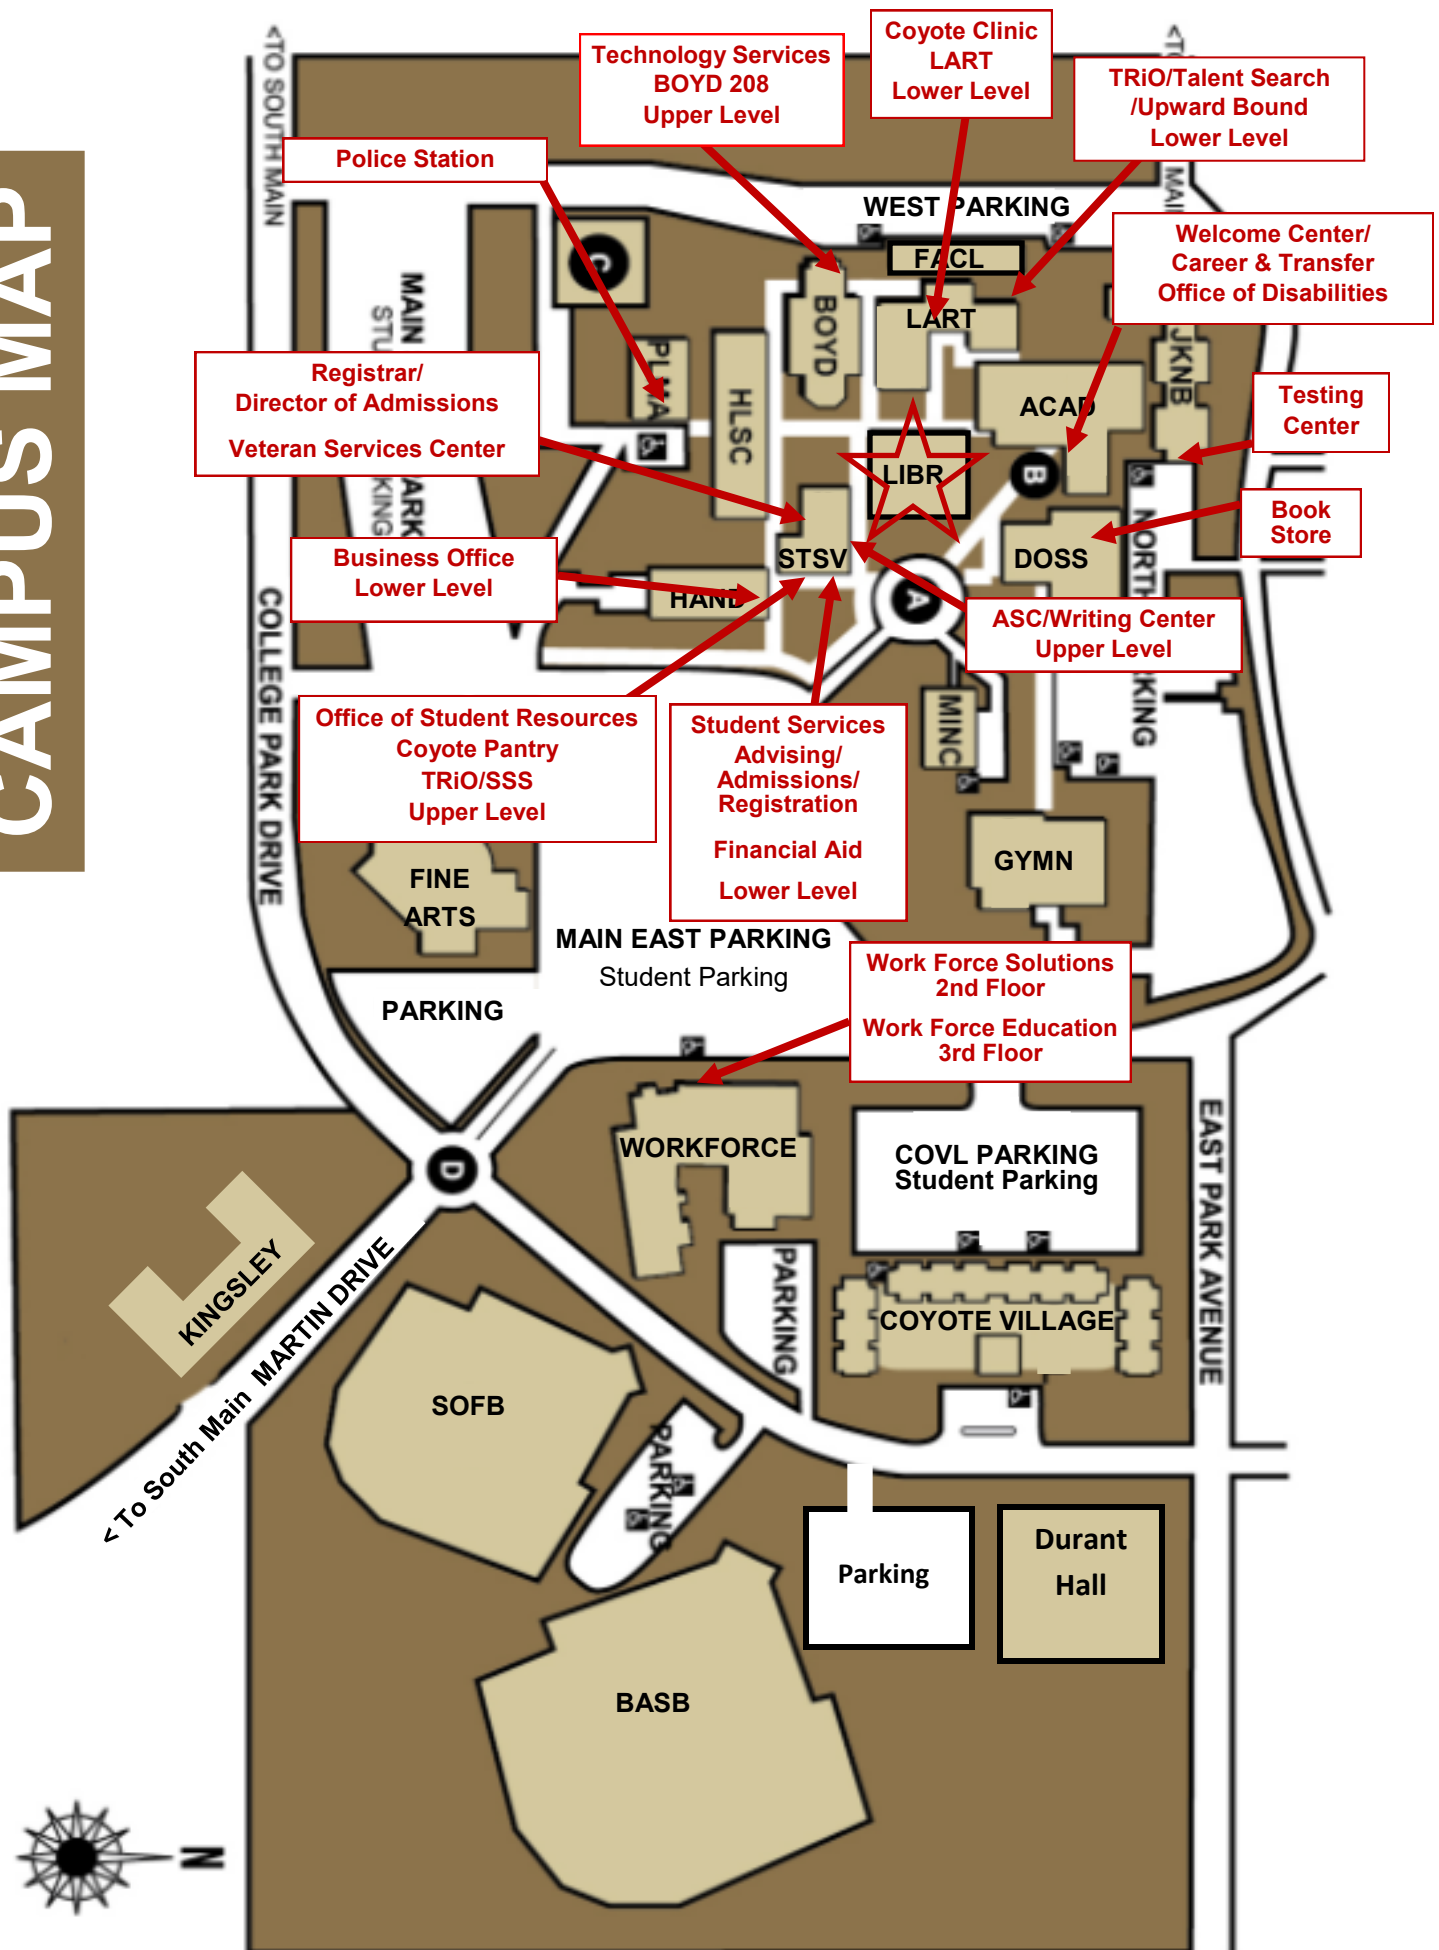 CAMPUS MAP
<TO SOUTH MAIN
Technology Services
BOYD 208
Upper Level
Coyote Clinic
LART
Lower Level
TRiO/Talent Search
/Upward Bound
Lower Level
Police Station
WEST PARKING
Welcome Center/
Career & Transfer
Office of Disabilities
FACL
C
BOYD
LART
MAIN
PARK
PLMA
HLSC
JKNB
ACAD
Registrar/
Director of Admissions
Veteran Services Center
Testing
Center
LIBR
B
Book
Store
NORTH
KING
DOSS
STSV
Business Office
Lower Level
HAND
A
ASC/Writing Center
Upper Level
COLLEGE PARK DRIVE
MINC
Office of Student Resources
Coyote Pantry
TRiO/SSS
Upper Level
Student Services
Advising/
Admissions/
Registration
Financial Aid
Lower Level
GYMN
FINE
ARTS
MAIN EAST PARKING
Student Parking
Work Force Solutions
2nd Floor
Work Force Education
3rd Floor
PARKING
WORKFORCE
COVL PARKING
Student Parking
EAST PARK AVENUE
D
KINGSLEY
PARKING
COYOTE VILLAGE
< To South Main MARTIN DRIVE
SOFB
PARKING
Parking
Durant
Hall
BASB
N